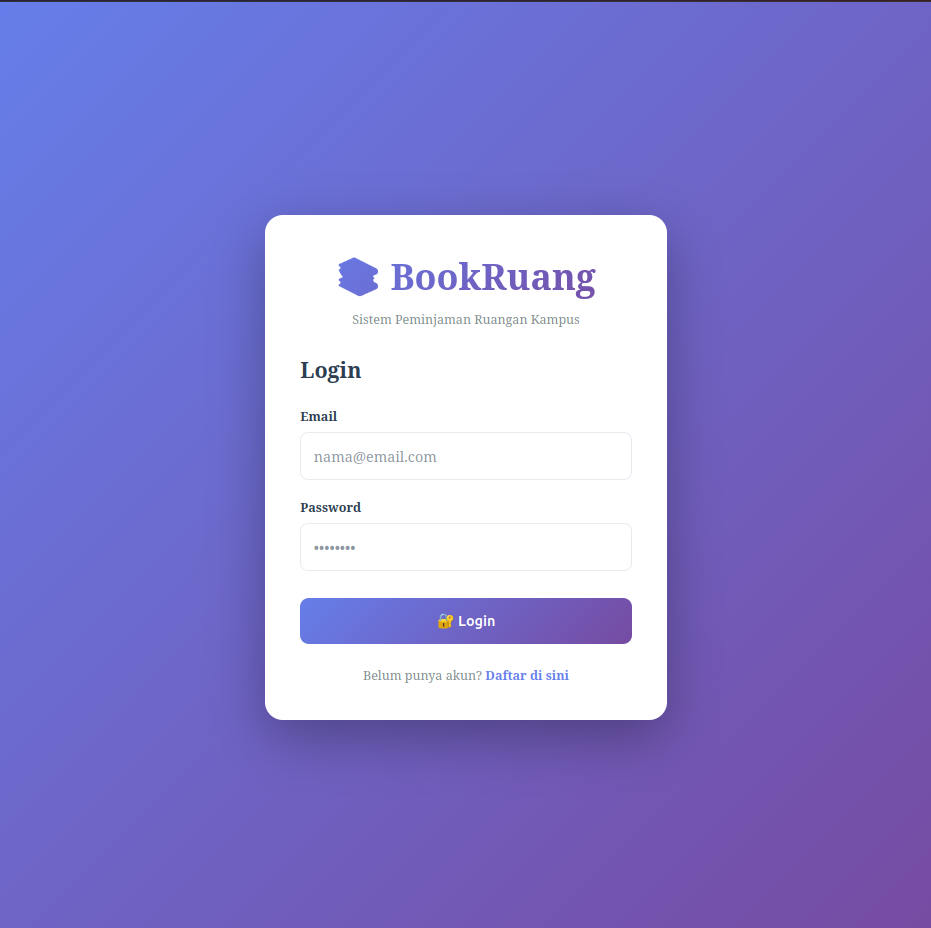 BookRuang
Sistem Peminjaman Ruangan Kampus
Login
Email
nama@email.com
Password
••••••••
🔐 Login
Belum punya akun? Daftar di sini